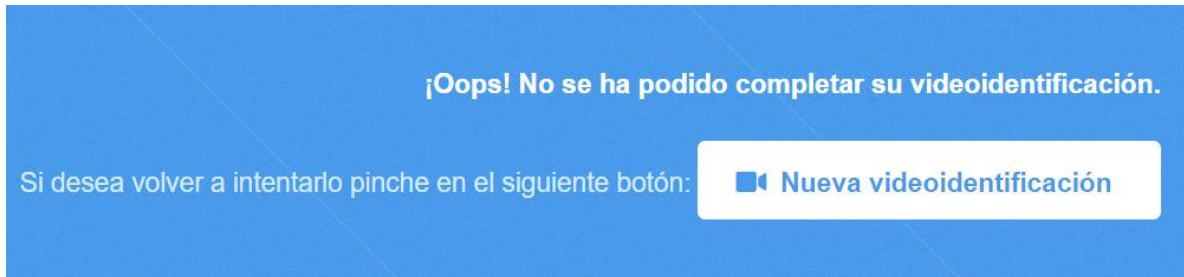 ¡Oops! No se ha podido completar su videoidentificación.
Si desea volver a intentarlo pinche en el siguiente botón: Nueva videoidentificación